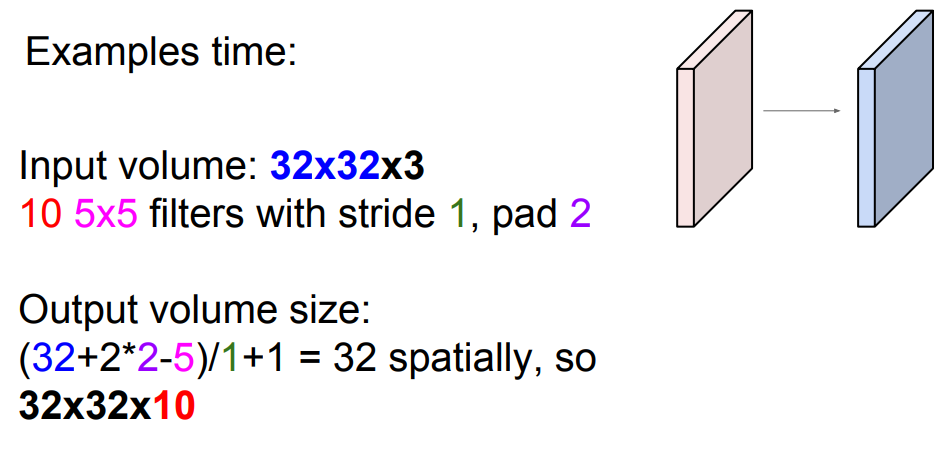 Examples time:
Input volume: 32x32x3
10 5x5 filters with stride 1, pad 2
Output volume size:
(32+2*2-5)/1+1 = 32 spatially, so
32x32x10